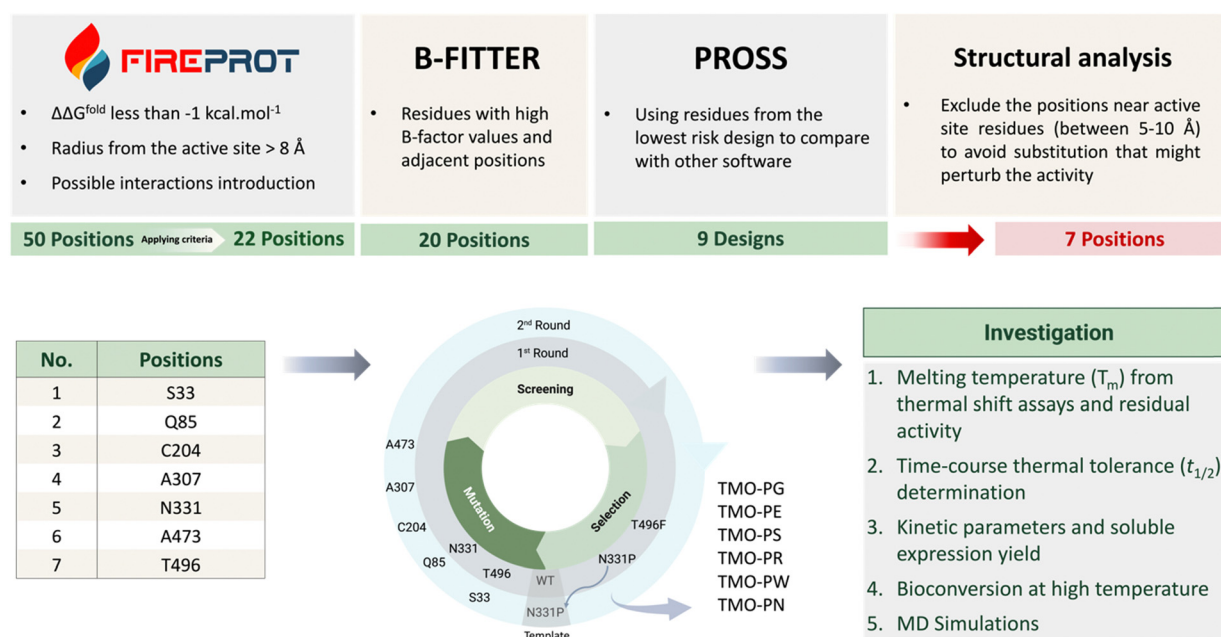 FIREPROT
• ΔΔG^fold less than -1 kcal.mol^-1
• Radius from the active site > 8 Å
• Possible interactions introduction
50 Positions Applying criteria 22 Positions
B-FITTER
• Residues with high
B-factor values and
adjacent positions
20 Positions
PROSS
• Using residues from the
lowest risk design to compare
with other software
9 Designs
Structural analysis
• Exclude the positions near active
site residues (between 5-10 Å)
to avoid substitution that might
perturb the activity
7 Positions
No. Positions
1 S33
2 Q85
3 C204
4 A307
5 N331
6 A473
7 T496
2nd Round
1st Round
Screening
Mutation
Selection
A473
A307
C204
Q85
S33
N331
T496
WT
N331P
Template
N331P
T496F
TMO-PG
TMO-PE
TMO-PS
TMO-PR
TMO-PW
TMO-PN
Investigation
1. Melting temperature (Tm) from
thermal shift assays and residual
activity
2. Time-course thermal tolerance (t1/2)
determination
3. Kinetic parameters and soluble
expression yield
4. Bioconversion at high temperature
5. MD Simulations